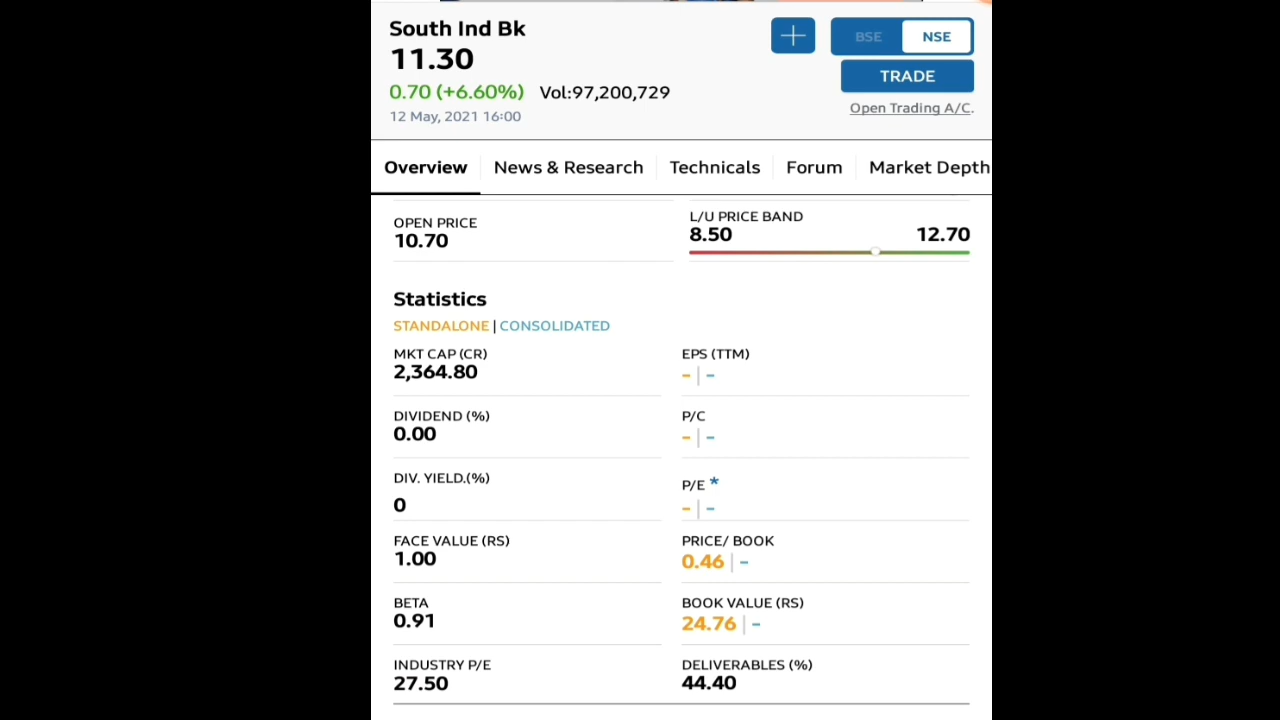 South Ind Bk
11.30
0.70 (+6.60%) Vol:97,200,729
12 May, 2021 16:00
BSE NSE
TRADE
Open Trading A/C.
Overview News & Research Technicals Forum Market Depth
OPEN PRICE
10.70
L/U PRICE BAND
8.50 12.70
Statistics
STANDALONE | CONSOLIDATED
MKT CAP (CR)
2,364.80
EPS (TTM)
- | -
DIVIDEND (%)
0.00
P/C
- | -
DIV. YIELD.(%)
0
P/E *
- | -
FACE VALUE (RS)
1.00
PRICE/ BOOK
0.46 | -
BETA
0.91
BOOK VALUE (RS)
24.76 | -
INDUSTRY P/E
27.50
DELIVERABLES (%)
44.40